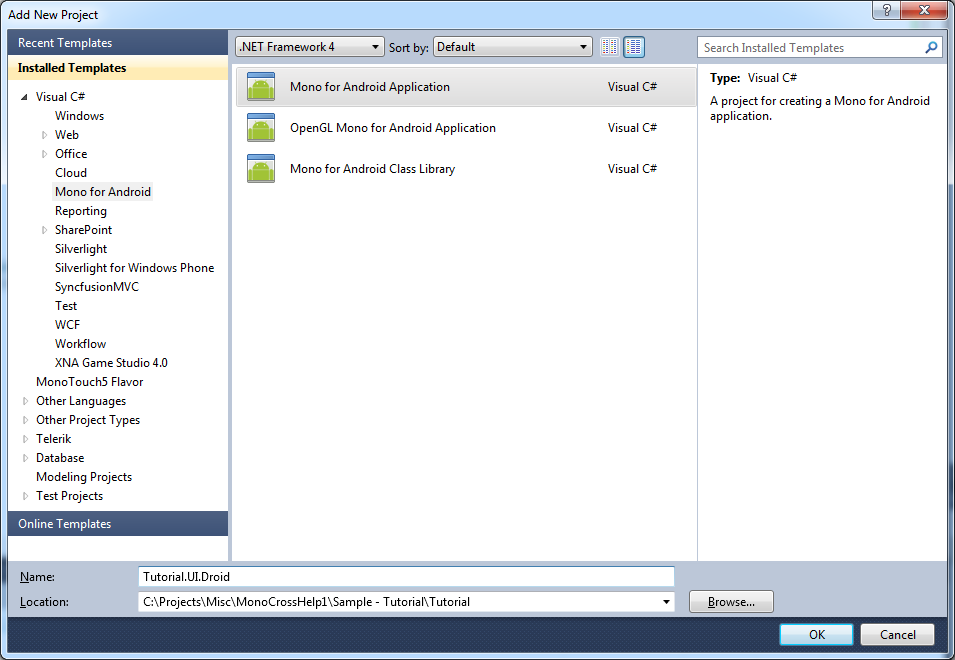 Add New Project
?
Recent Templates
Installed Templates
Visual C#
Windows
Web
Office
Cloud
Mono for Android
Reporting
SharePoint
Silverlight
Silverlight for Windows Phone
SyncfusionMVC
Test
WCF
Workflow
XNA Game Studio 4.0
MonoTouch5 Flavor
Other Languages
Other Project Types
Telerik
Database
Modeling Projects
Test Projects
Online Templates
.NET Framework 4 Sort by: Default
Mono for Android Application Visual C#
OpenGL Mono for Android Application Visual C#
Mono for Android Class Library Visual C#
Search Installed Templates
Type: Visual C#
A project for creating a Mono for Android
application.
Name: Tutorial.UI.Droid
Location: C:\Projects\Misc\MonoCrossHelp1\Sample - Tutorial\Tutorial Browse...
OK Cancel